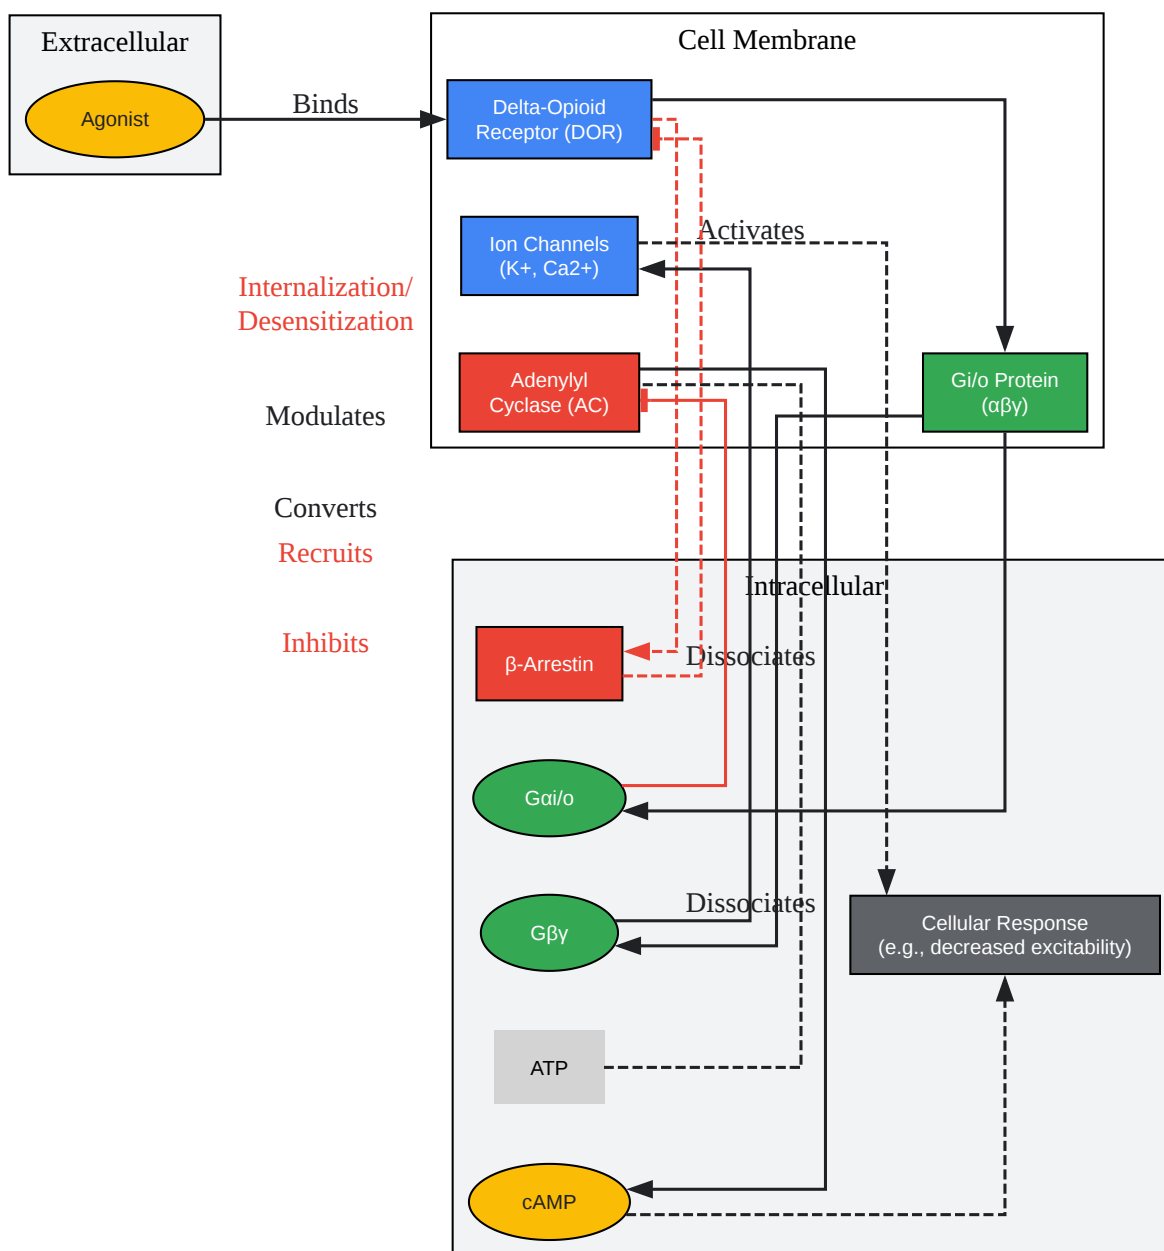 Extracellular
Cell Membrane
Agonist
Binds
Delta-Opioid
Receptor (DOR)
Activates
Ion Channels
(K+, Ca2+)
Internalization/
Desensitization
Adenylyl
Cyclase (AC)
Gi/o Protein
(αβγ)
Modulates
Converts
Recruits
Intracellular
Inhibits
β-Arrestin
Dissociates
Gαi/o
Dissociates
Gβγ
Cellular Response
(e.g., decreased excitability)
ATP
cAMP